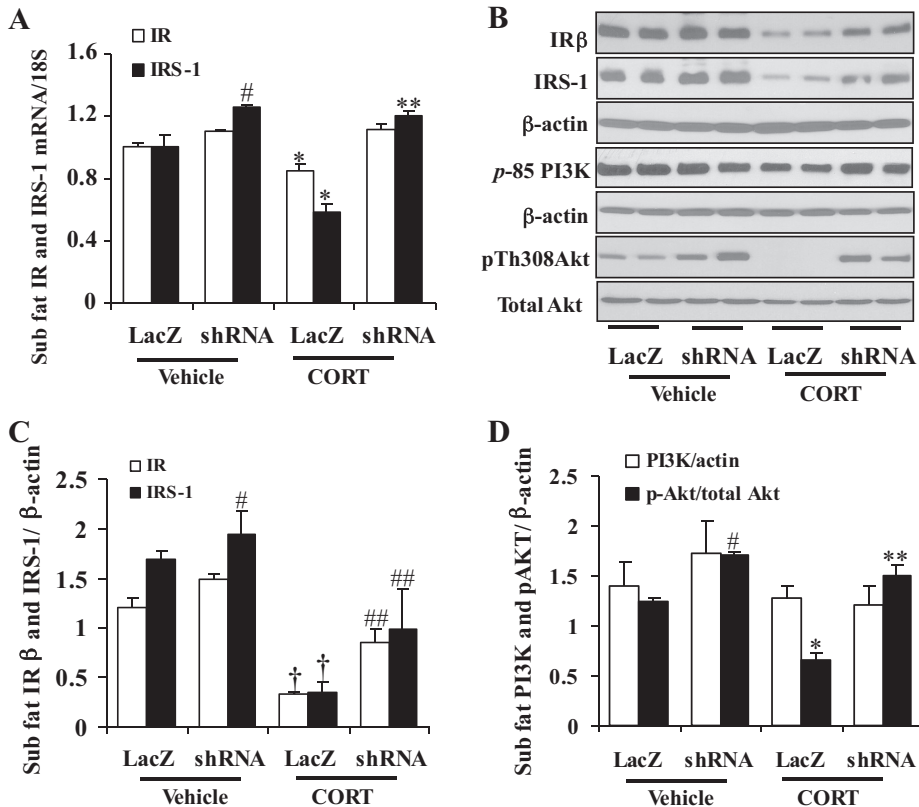 A
IR
IRS-1
Sub fat IR and IRS-1 mRNA/18S
1.6
1.2
0.8
0.4
0
#
*
*
**
LacZ shRNA LacZ shRNA
Vehicle CORT
B
IRβ
IRS-1
β-actin
p-85 PI3K
β-actin
pTh308Akt
Total Akt
LacZ shRNA LacZ shRNA
Vehicle CORT
C
IR
IRS-1
Sub fat IR β and IRS-1/ β-actin
2.5
2
1.5
1
0.5
0
#
†
†
##
##
LacZ shRNA LacZ shRNA
Vehicle CORT
D
PI3K/actin
p-Akt/total Akt
Sub fat PI3K and pAKT/ β-actin
2.5
2
1.5
1
0.5
0
#
*
**
LacZ shRNA LacZ shRNA
Vehicle CORT